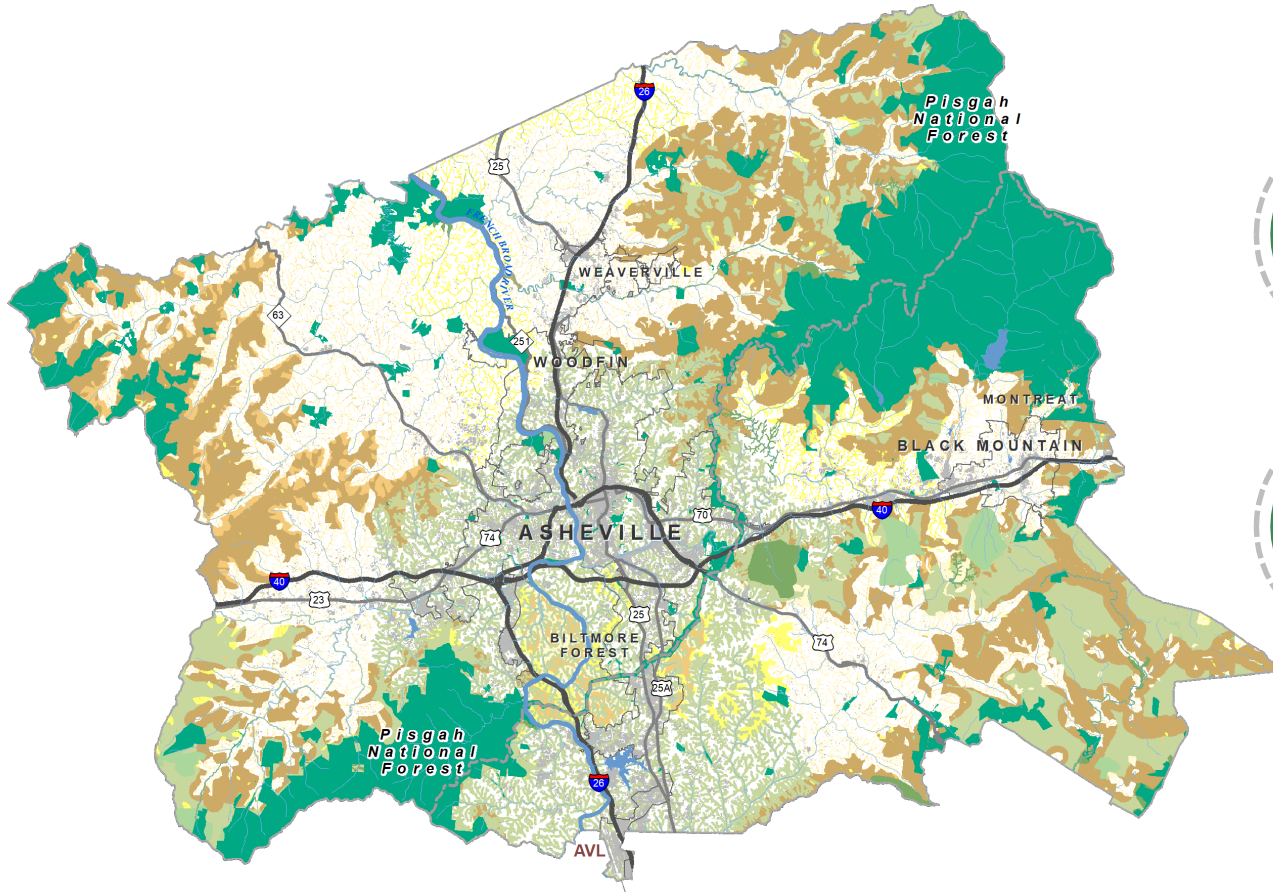 26
Pisgah
National
Forest
25
FRENCH BROAD RIVER
WEAVERVILLE
63
251
WOODFIN
MONTREAT
BLACK MOUNTAIN
40
70
ASHEVILLE
74
40
23
25
BILTMORE
FOREST
74
25A
Pisgah
National
Forest
26
AVL